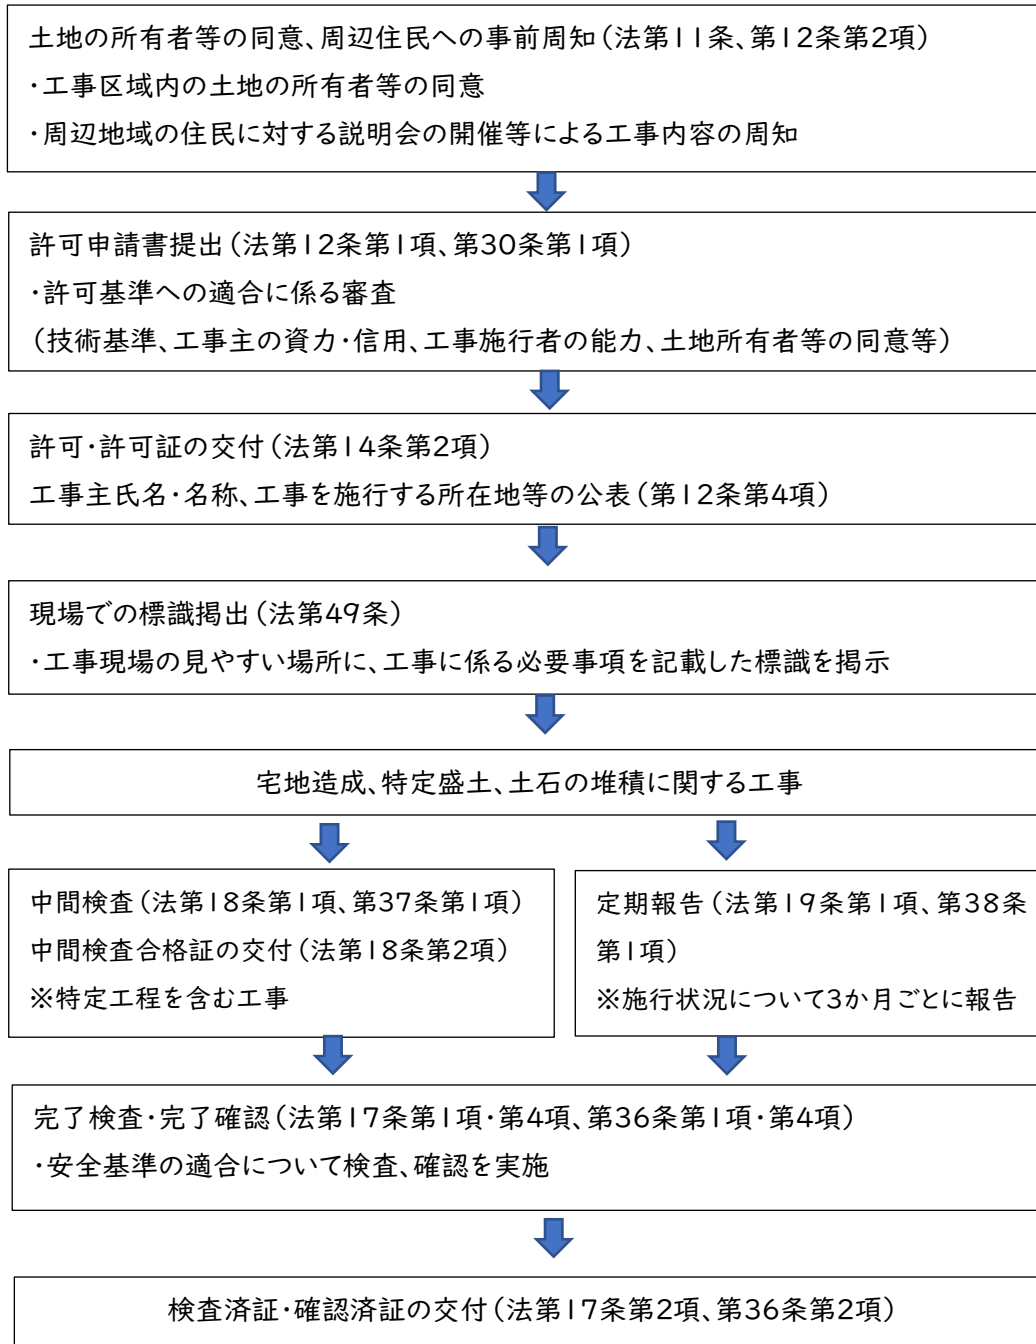 土地の所有者等の同意、周辺住民への事前周知(法第11条、第12条第2項)
・工事区域内の土地の所有者等の同意
・周辺地域の住民に対する説明会の開催等による工事内容の周知
許可申請書提出(法第12条第1項、第30条第1項)
・許可基準への適合に係る審査
(技術基準、工事主の資力・信用、工事施行者の能力、土地所有者等の同意等)
許可・許可証の交付(法第14条第2項)
工事主氏名・名称、工事を施行する所在地等の公表(第12条第4項)
現場での標識掲出(法第49条)
・工事現場の見やすい場所に、工事に係る必要事項を記載した標識を掲示
宅地造成、特定盛土、土石の堆積に関する工事
中間検査(法第18条第1項、第37条第1項)
中間検査合格証の交付(法第18条第2項)
※特定工程を含む工事
定期報告(法第19条第1項、第38条
第1項)
※施行状況について3か月ごとに報告
完了検査・完了確認(法第17条第1項・第4項、第36条第1項・第4項)
・安全基準の適合について検査、確認を実施
検査済証・確認済証の交付(法第17条第2項、第36条第2項)